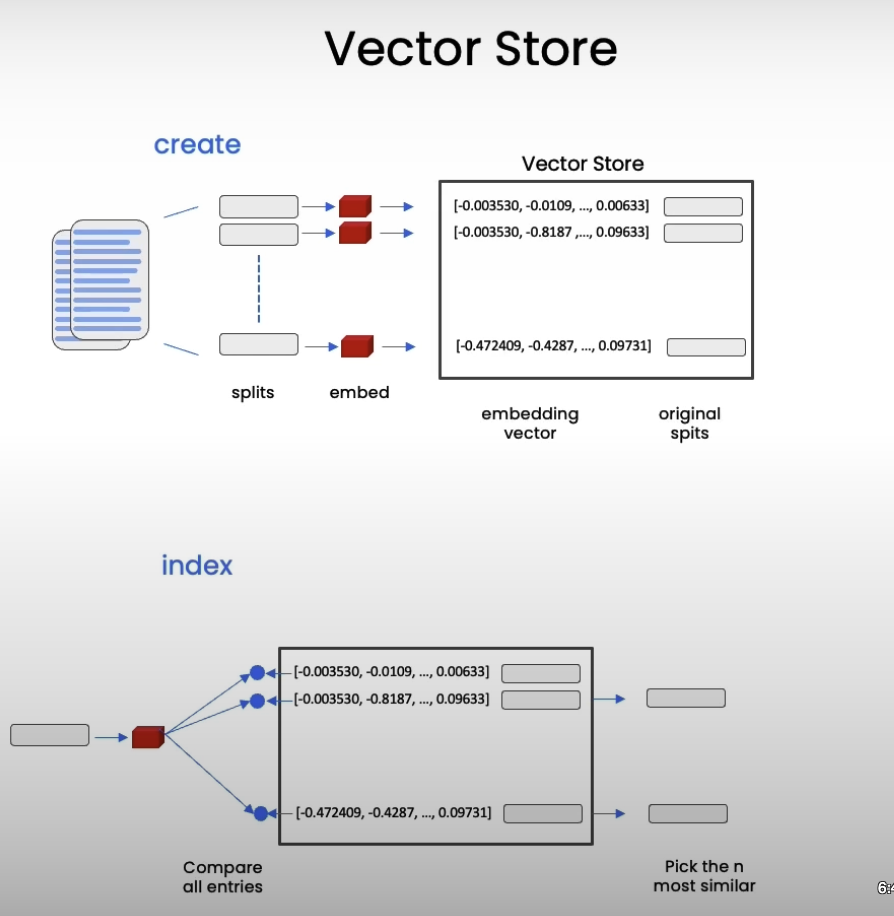 Vector Store
create
Vector Store
[-0.003530, -0.0109, ..., 0.00633]
[-0.003530, -0.8187 ,..., 0.09633]
[-0.472409, -0.4287, ..., 0.09731]
splits
embed
embedding
vector
original
spits
index
[-0.003530, -0.0109, ..., 0.00633]
[-0.003530, -0.8187, ..., 0.09633]
[-0.472409, -0.4287, ..., 0.09731]
Compare
all entries
Pick the n
most similar